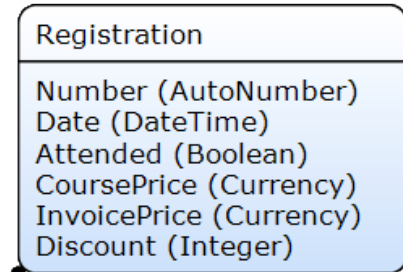 Registration
Number (AutoNumber)
Date (DateTime)
Attended (Boolean)
CoursePrice (Currency)
InvoicePrice (Currency)
Discount (Integer)